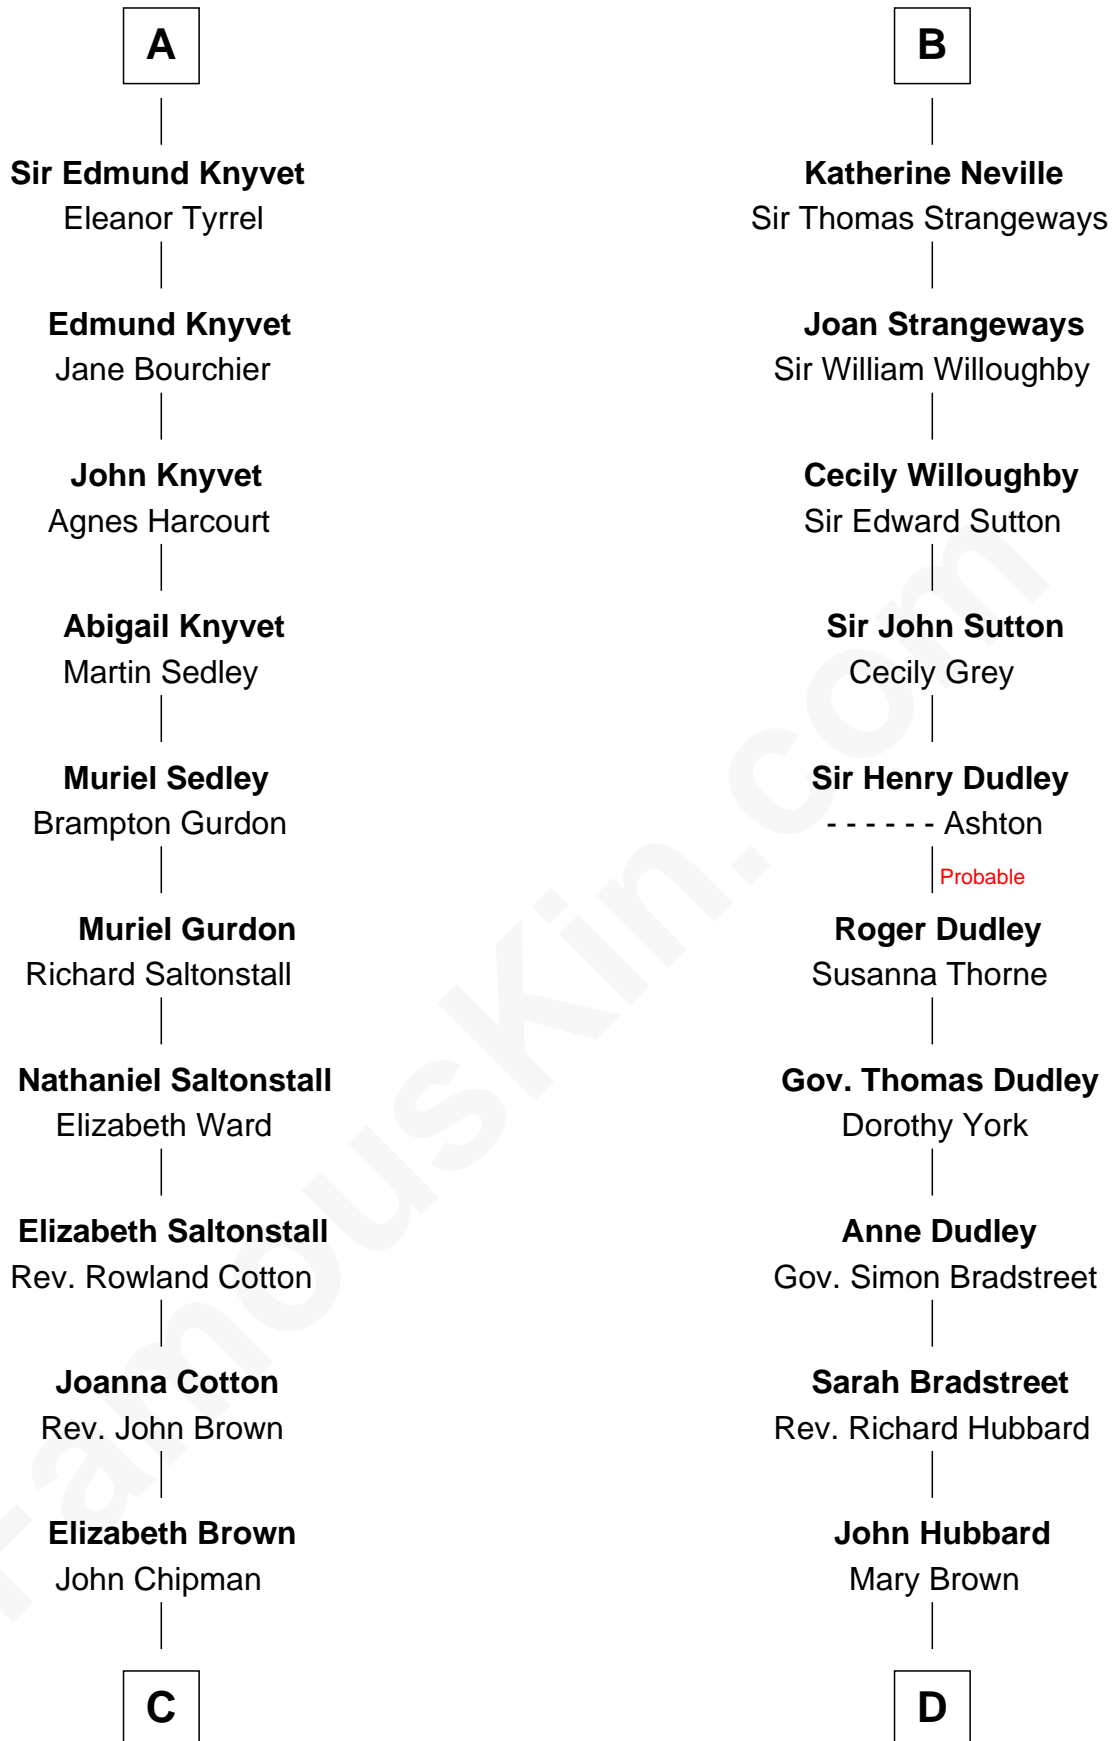 A
Sir Edmund Knyvet
Eleanor Tyrrel
Edmund Knyvet
Jane Bourchier
John Knyvet
Agnes Harcourt
Abigail Knyvet
Martin Sedley
Muriel Sedley
Brampton Gurdon
Muriel Gurdon
Richard Saltonstall
Nathaniel Saltonstall
Elizabeth Ward
Elizabeth Saltonstall
Rev. Rowland Cotton
Joanna Cotton
Rev. John Brown
Elizabeth Brown
John Chipman
C
B
Katherine Neville
Sir Thomas Strangeways
Joan Strangeways
Sir William Willoughby
Cecily Willoughby
Sir Edward Sutton
Sir John Sutton
Cecily Grey
Sir Henry Dudley
- - - - - - Ashton
Probable
Roger Dudley
Susanna Thorne
Gov. Thomas Dudley
Dorothy York
Anne Dudley
Gov. Simon Bradstreet
Sarah Bradstreet
Rev. Richard Hubbard
John Hubbard
Mary Brown
D
FamousKin.com